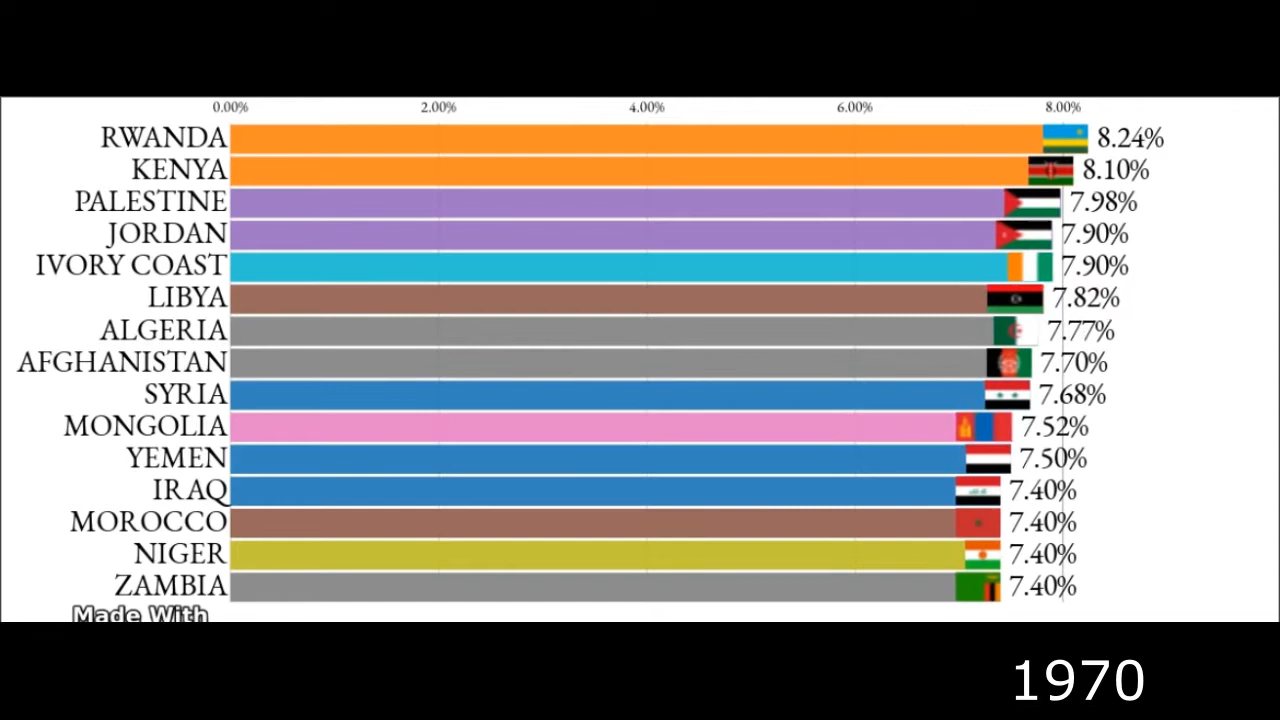 0.00% 2.00% 4.00% 6.00% 8.00%
RWANDA 8.24%
KENYA 8.10%
PALESTINE 7.98%
JORDAN 7.90%
IVORY COAST 7.90%
LIBYA 7.82%
ALGERIA 7.77%
AFGHANISTAN 7.70%
SYRIA 7.68%
MONGOLIA 7.52%
YEMEN 7.50%
IRAQ 7.40%
MOROCCO 7.40%
NIGER 7.40%
ZAMBIA 7.40%
Made With
1970